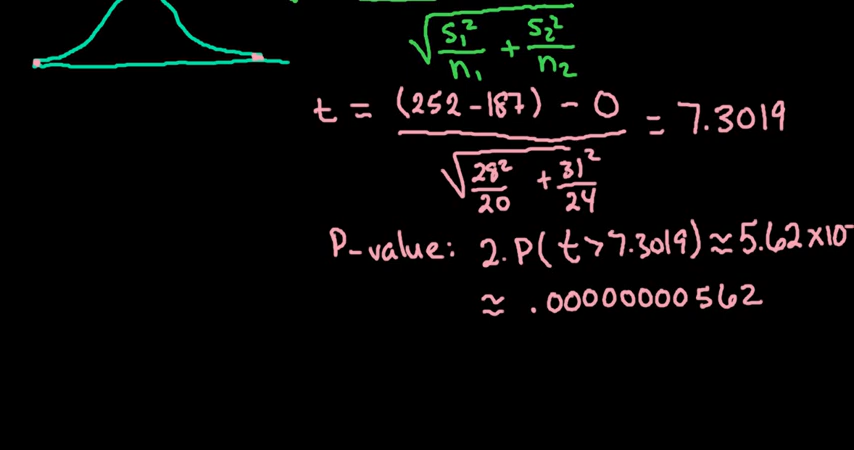 √(s₁²/n₁ + s₂²/n₂)
t = ((252 - 187) - 0) / √(28²/20 + 31²/24) = 7.3019
P-value: 2·P(t > 7.3019) ≈ 5.62 × 10⁻
≈ .00000000562